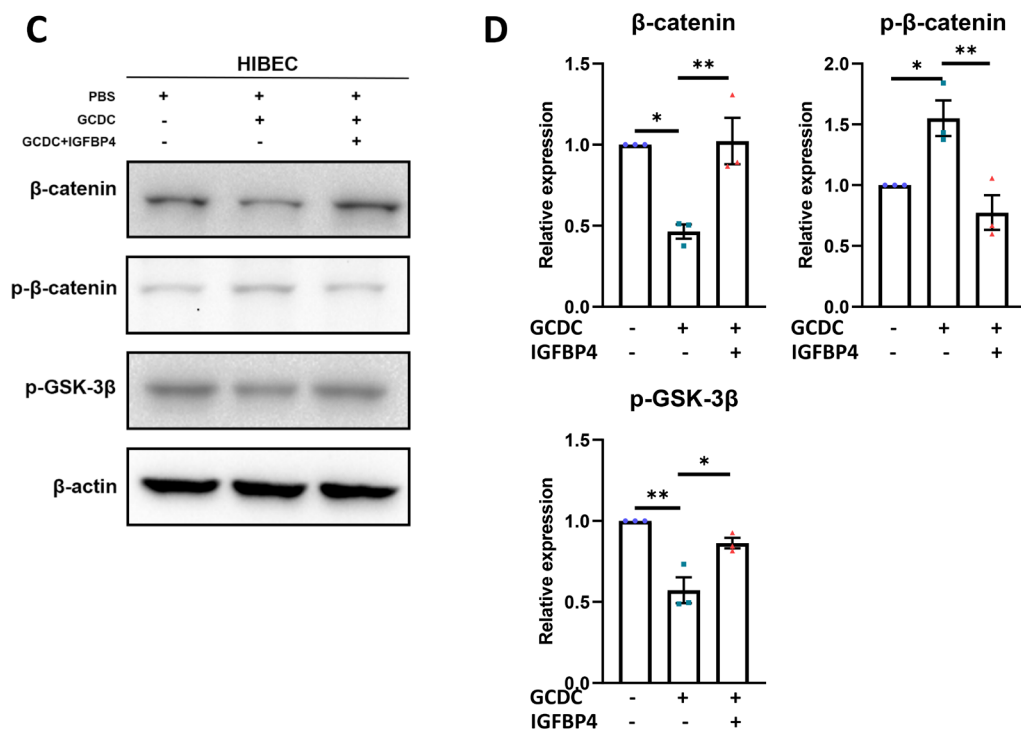 C
HIBEC
PBS + + +
GCDC - + +
GCDC+IGFBP4 - - +
β-catenin
p-β-catenin
p-GSK-3β
β-actin
D
β-catenin
Relative expression
1.5
1.0
0.5
0.0
*
**
GCDC - + +
IGFBP4 - - +
p-β-catenin
Relative expression
2.0
1.5
1.0
0.5
0.0
*
**
GCDC - + +
IGFBP4 - - +
p-GSK-3β
Relative expression
1.5
1.0
0.5
0.0
**
*
GCDC - + +
IGFBP4 - - +